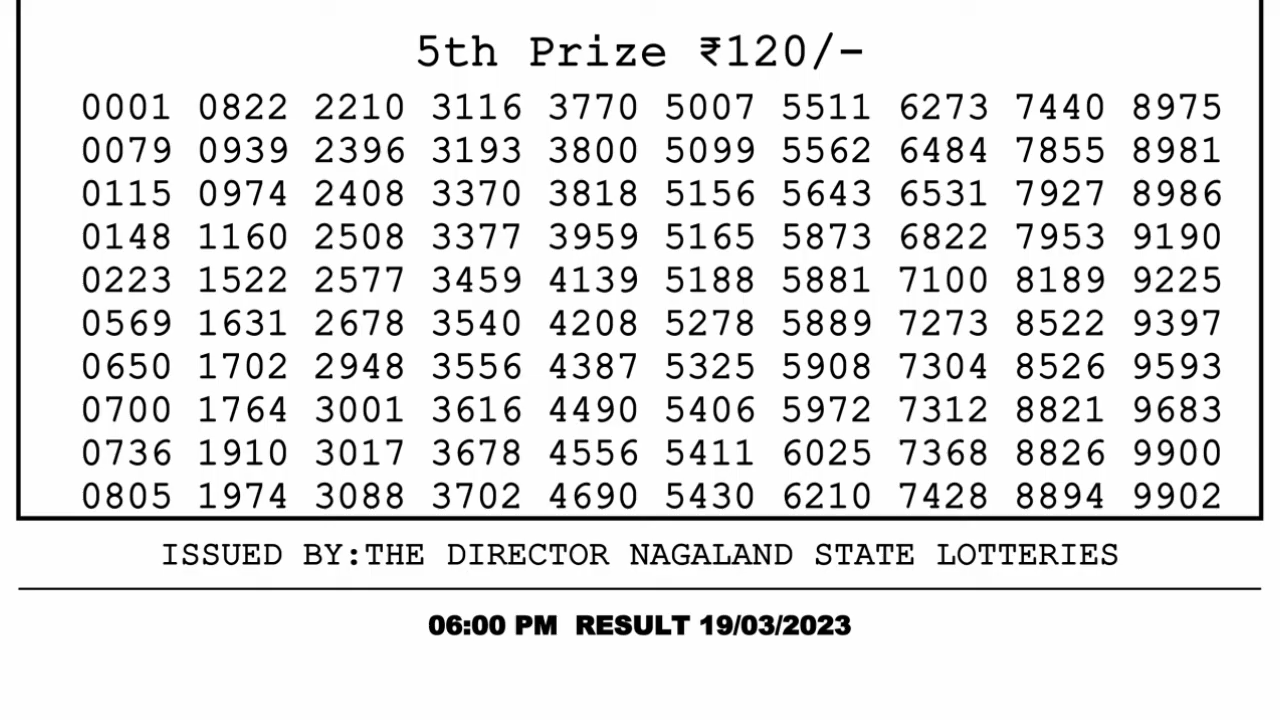 5th Prize ₹120/-
0001 0822 2210 3116 3770 5007 5511 6273 7440 8975
0079 0939 2396 3193 3800 5099 5562 6484 7855 8981
0115 0974 2408 3370 3818 5156 5643 6531 7927 8986
0148 1160 2508 3377 3959 5165 5873 6822 7953 9190
0223 1522 2577 3459 4139 5188 5881 7100 8189 9225
0569 1631 2678 3540 4208 5278 5889 7273 8522 9397
0650 1702 2948 3556 4387 5325 5908 7304 8526 9593
0700 1764 3001 3616 4490 5406 5972 7312 8821 9683
0736 1910 3017 3678 4556 5411 6025 7368 8826 9900
0805 1974 3088 3702 4690 5430 6210 7428 8894 9902
ISSUED BY:THE DIRECTOR NAGALAND STATE LOTTERIES
06:00 PM RESULT 19/03/2023